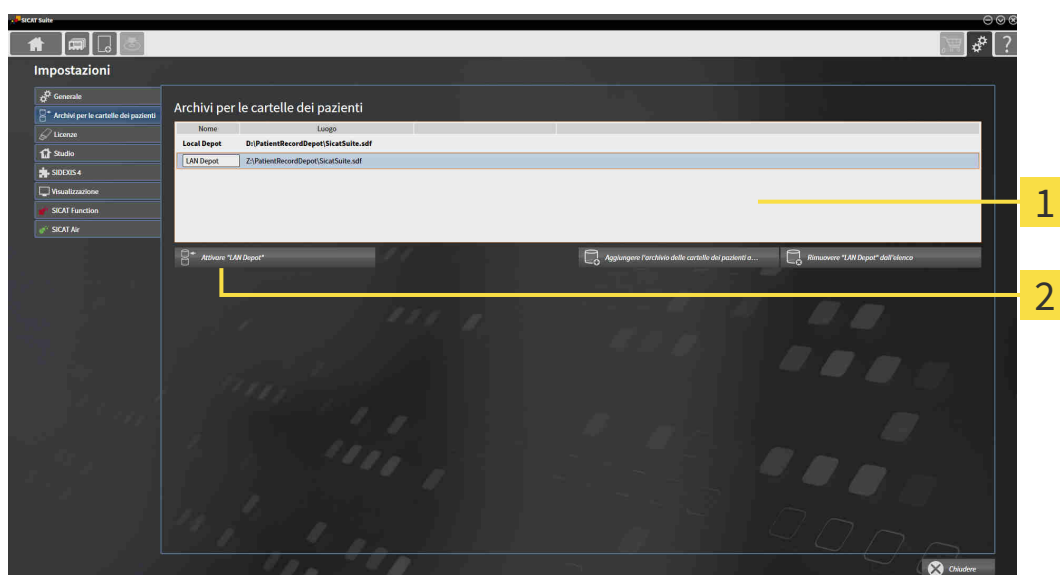 SICAT Suite
?
Impostazioni
Generale
Archivi per le cartelle dei pazienti
Licenze
Studio
SIDEXIS 4
Visualizzazione
SICAT Function
SICAT Air
Archivi per le cartelle dei pazienti
Nome Luogo
Local Depot D:\PatientRecordDepot\SicatSuite.sdf
LAN Depot Z:\PatientRecordDepot\SicatSuite.sdf
1
Attivare "LAN Depot"
Aggiungere l'archivio delle cartelle dei pazienti a...
Rimuovere "LAN Depot" dall'elenco
2
Chiudere